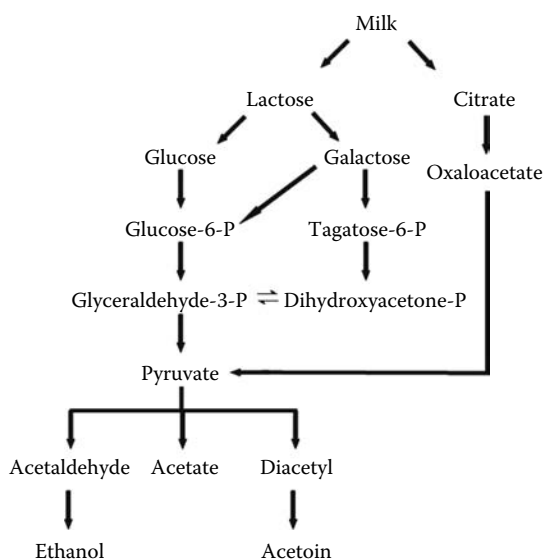 Milk
Lactose Citrate
Glucose Galactose
Oxaloacetate
Glucose-6-P Tagatose-6-P
Glyceraldehyde-3-P ⇌ Dihydroxyacetone-P
Pyruvate
Acetaldehyde Acetate Diacetyl
Ethanol Acetoin